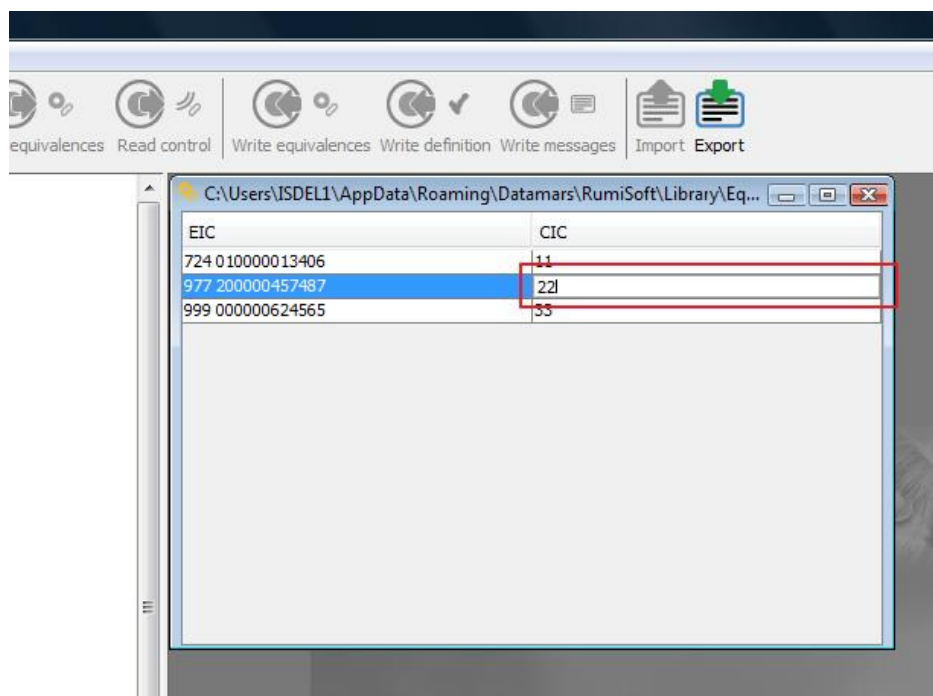 equivalences Read control Write equivalences Write definition Write messages Import Export
C:\Users\ISDEL1\AppData\Roaming\Datamars\RumiSoft\Library\Eq...
EIC CIC
724 010000013406 11
977 200000457487 22
999 000000624565 33